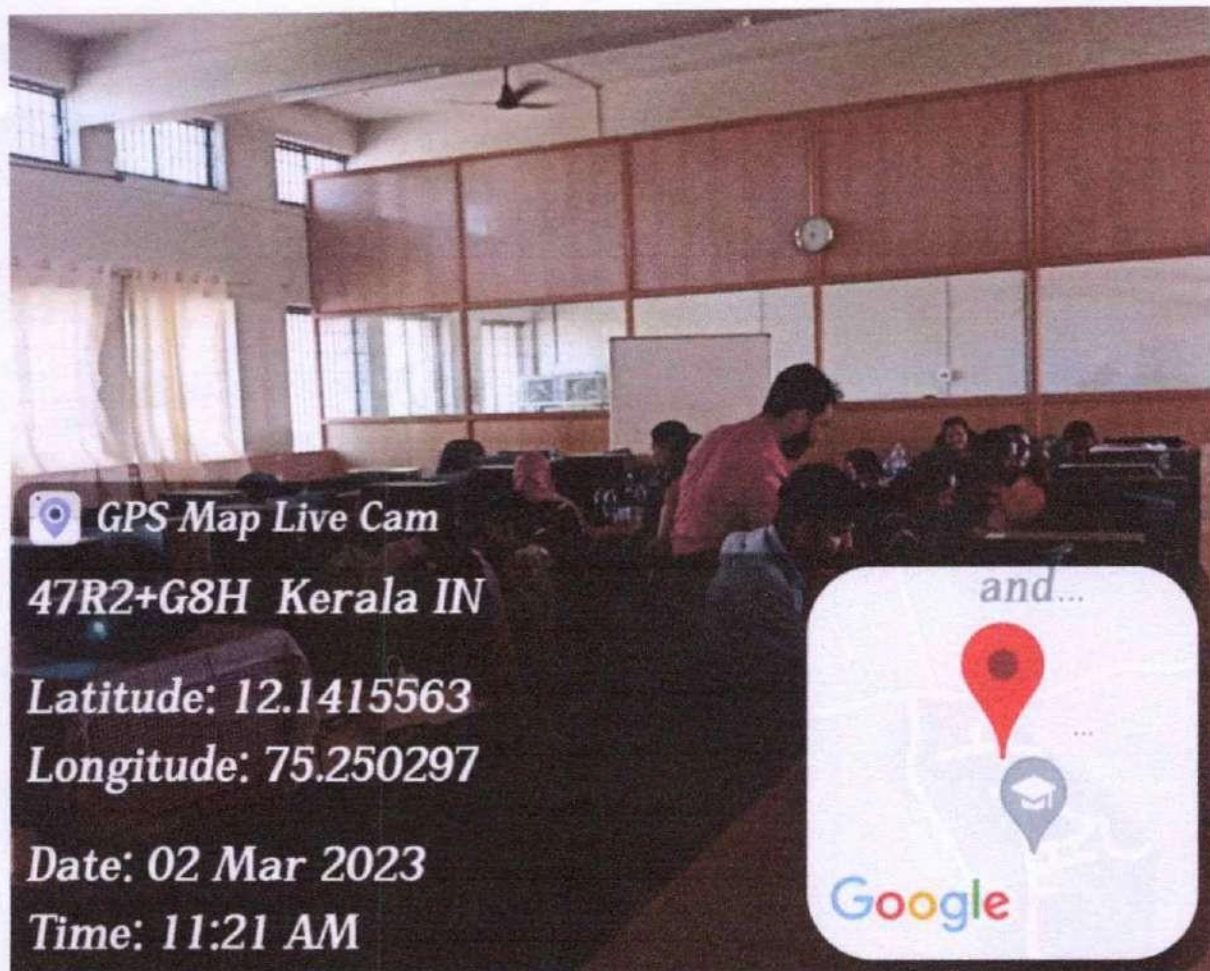 GPS Map Live Cam
47R2+G8H Kerala IN
Latitude: 12.1415563
Longitude: 75.250297
Date: 02 Mar 2023
Time: 11:21 AM
and...
...
Google